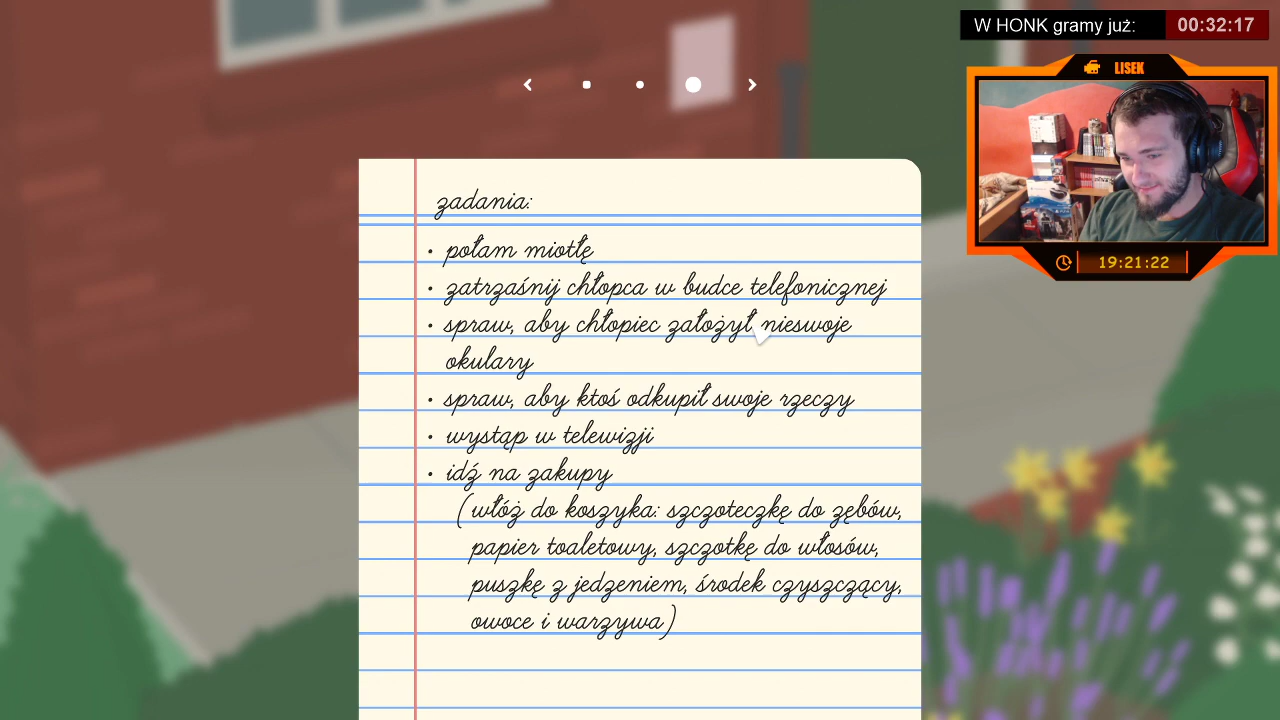 W HONK gramy już: 00:32:17
LISEK
19:21:22
zadania:
• połam miotłę
• zatrzaśnij chłopca w budce telefonicznej
• spraw, aby chłopiec założył nieswoje
okulary
• spraw, aby ktoś odkupił swoje rzeczy
• wystąp w telewizji
• idź na zakupy
(włóż do koszyka: szczoteczkę do zębów,
papier toaletowy, szczotkę do włosów,
puszkę z jedzeniem, środek czyszczący,
owoce i warzywa)